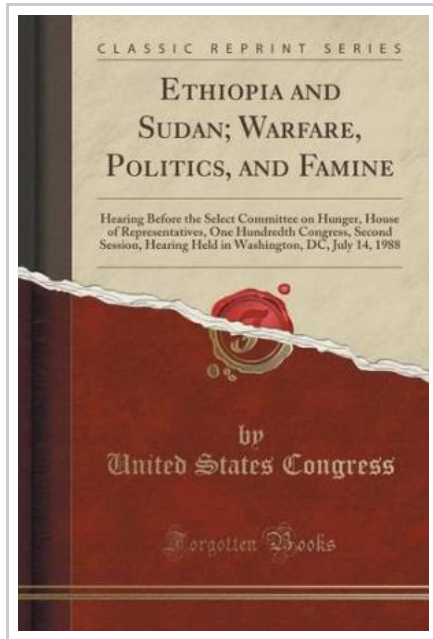 CLASSIC REPRINT SERIES
ETHIOPIA AND
SUDAN; WARFARE,
POLITICS, AND FAMINE
Hearing Before the Select Committee on Hunger, House
of Representatives, One Hundredth Congress, Second
Session, Hearing Held in Washington, DC, July 14, 1988
by
United States Congress
Forgotten Books